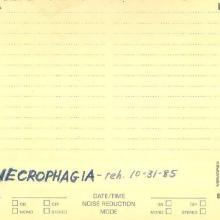 NECROPHAGIA - reh. 10-31-85
DATE/TIME
ON OFF NOISE REDUCTION ON OFF
MONO STEREO MODE MONO STEREO